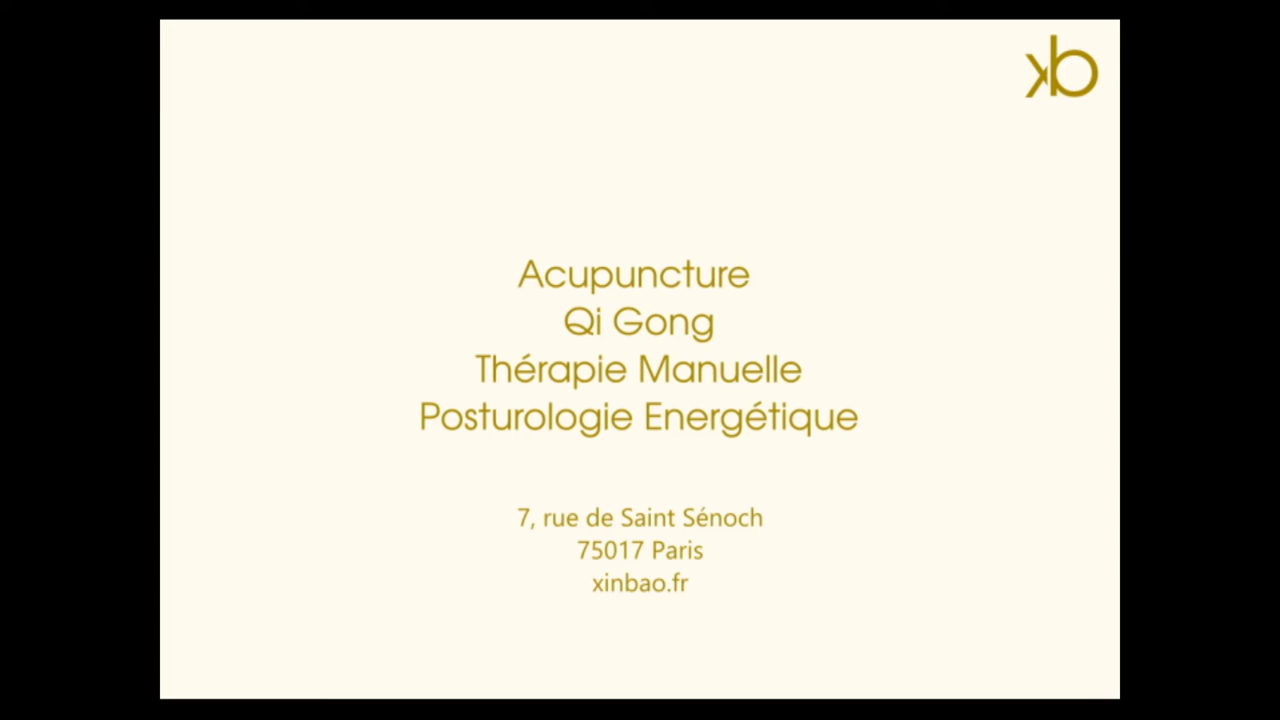 xb
Acupuncture
Qi Gong
Thérapie Manuelle
Posturologie Energétique
7, rue de Saint Sénoch
75017 Paris
xinbao.fr